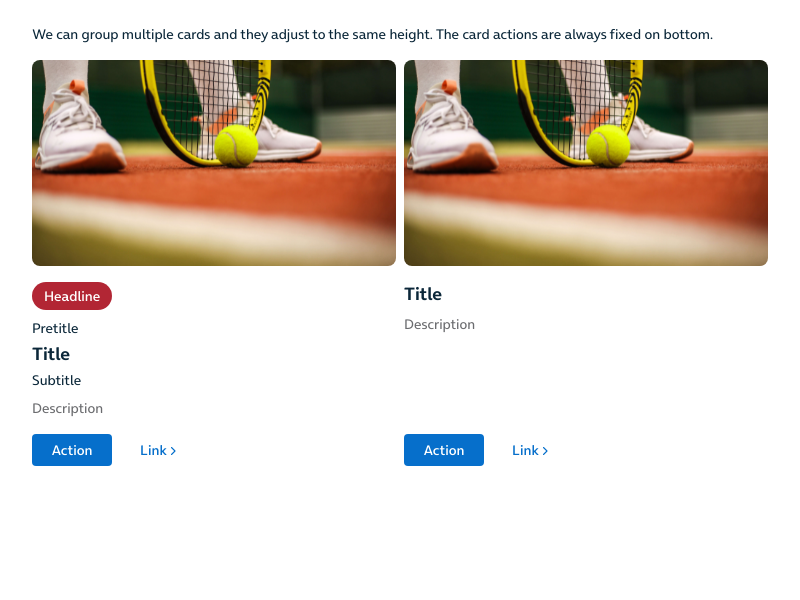 We can group multiple cards and they adjust to the same height. The card actions are always fixed on bottom.
Headline
Pretitle
Title
Subtitle
Description
Action
Link
Title
Description
Action
Link